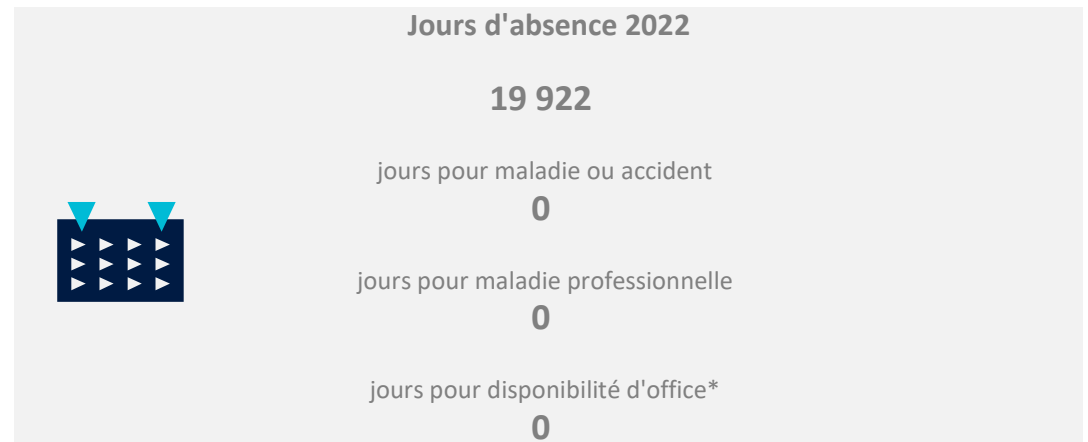 Jours d'absence 2022
19 922
jours pour maladie ou accident
0
jours pour maladie professionnelle
0
jours pour disponibilité d'office*
0